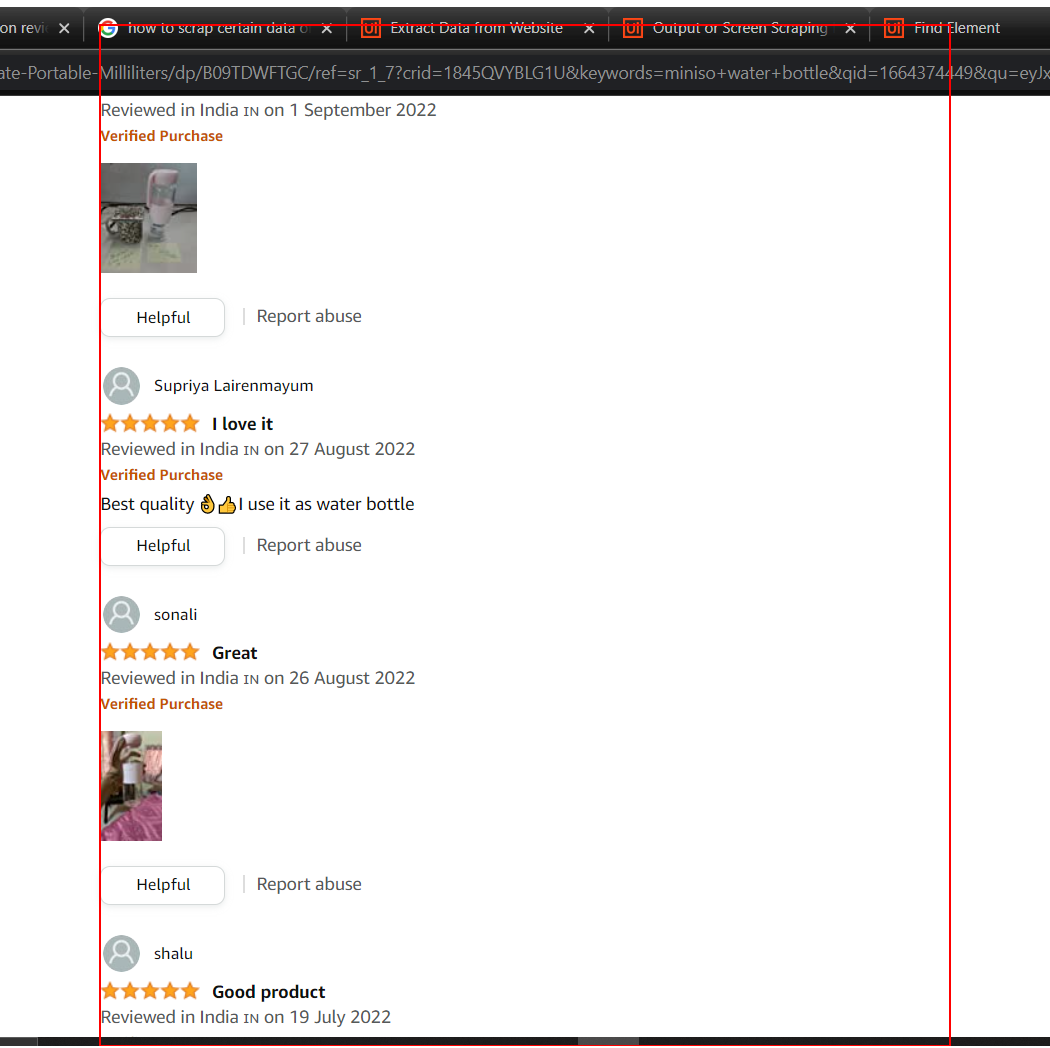 on revi
how to scrap certain data o
Extract Data from Website
Output or Screen Scraping
Find Element
ate-Portable-Milliliters/dp/B09TDWFTGC/ref=sr_1_7?crid=1845QVYBLG1U&keywords=miniso+water+bottle&qid=1664374449&qu=eyJx
Reviewed in India IN on 1 September 2022
Verified Purchase
Helpful | Report abuse
Supriya Lairenmayum
I love it
Reviewed in India IN on 27 August 2022
Verified Purchase
Best quality 👌👍I use it as water bottle
Helpful | Report abuse
sonali
Great
Reviewed in India IN on 26 August 2022
Verified Purchase
Helpful | Report abuse
shalu
Good product
Reviewed in India IN on 19 July 2022